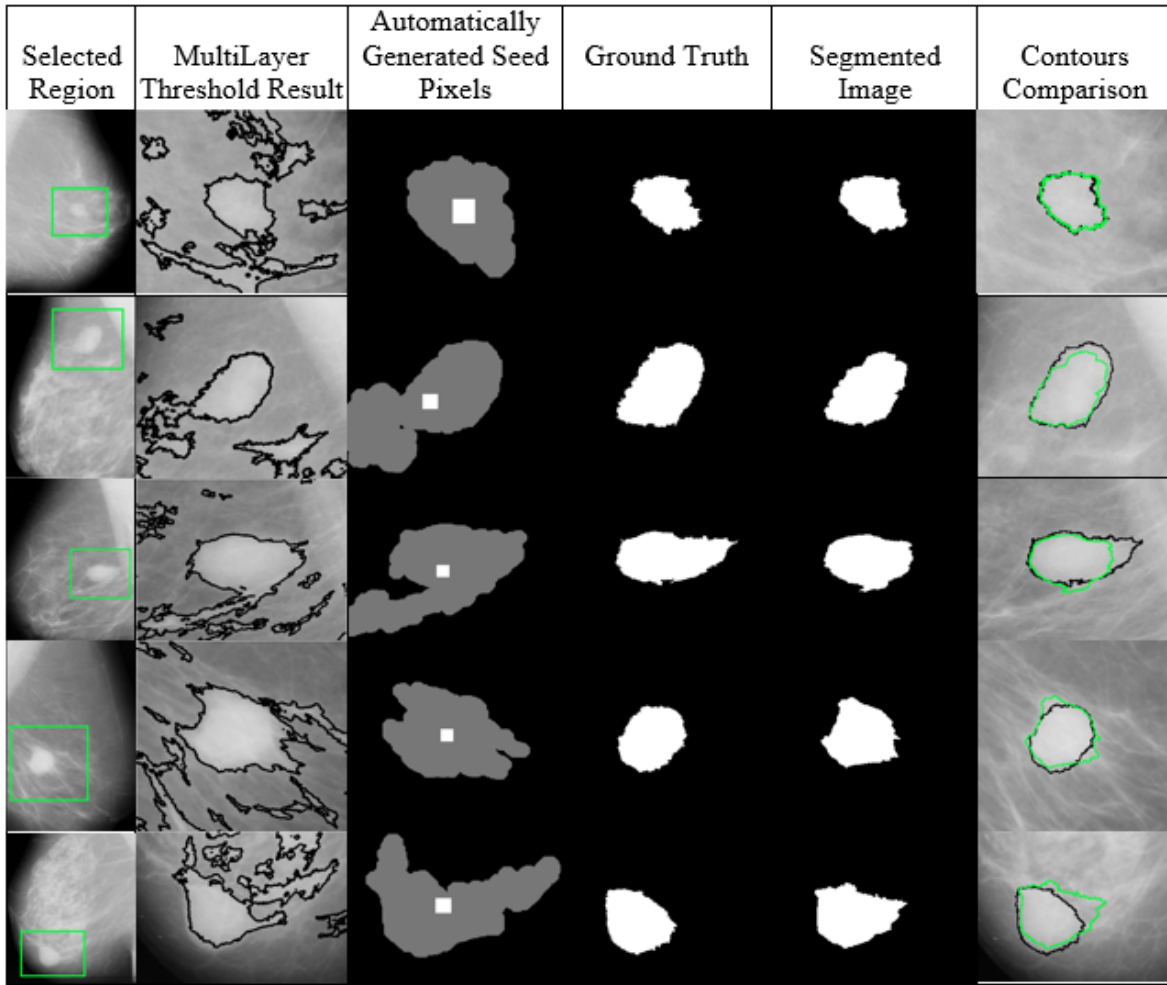 Selected
Region
MultiLayer
Threshold Result
Automatically
Generated Seed
Pixels
Ground Truth
Segmented
Image
Contours
Comparison